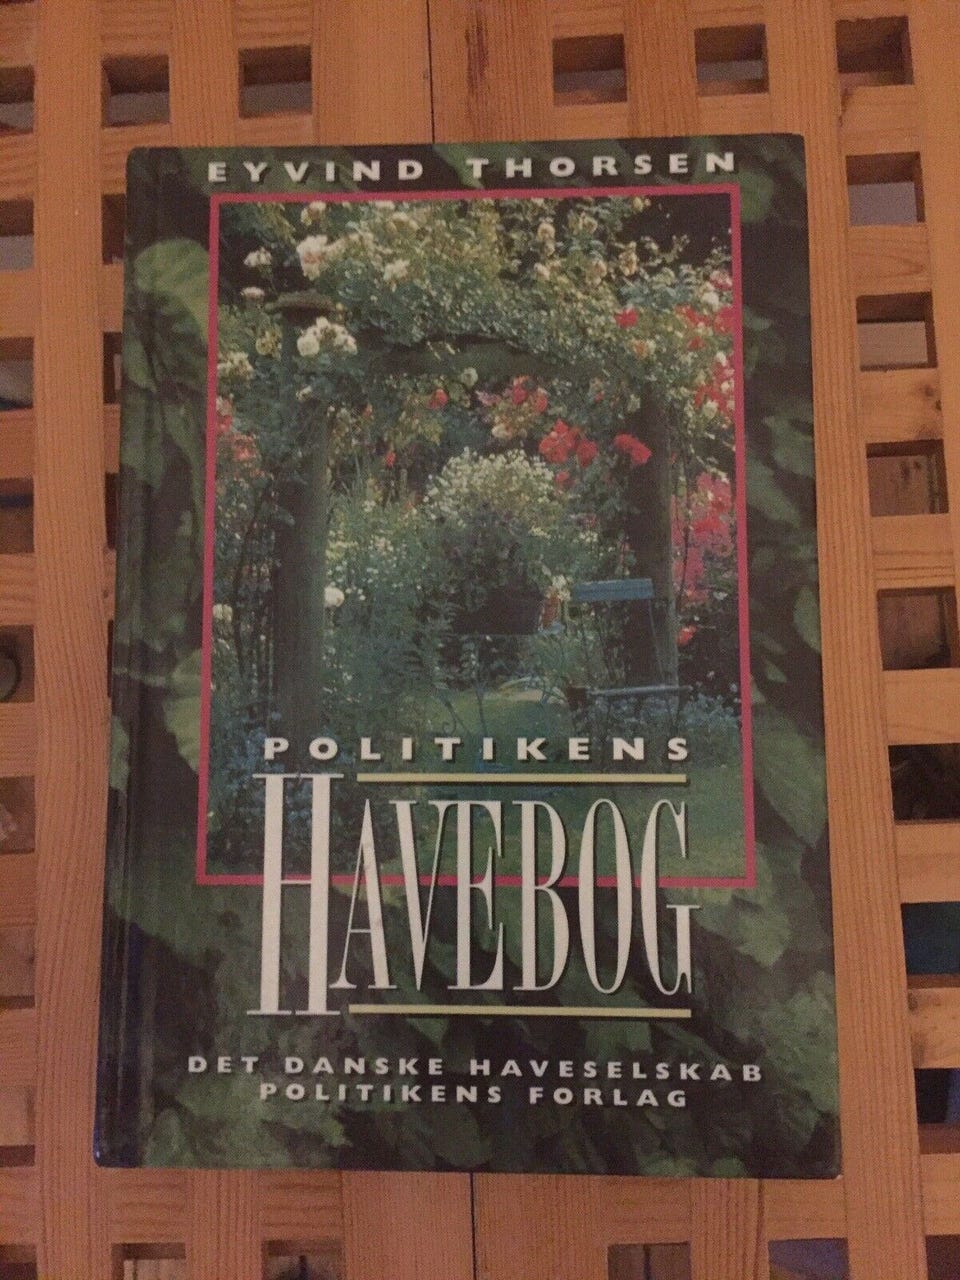 EYVIND THORSEN
POLITIKENS
HAVEBOG
DET DANSKE HAVESELSKAB
POLITIKENS FORLAG